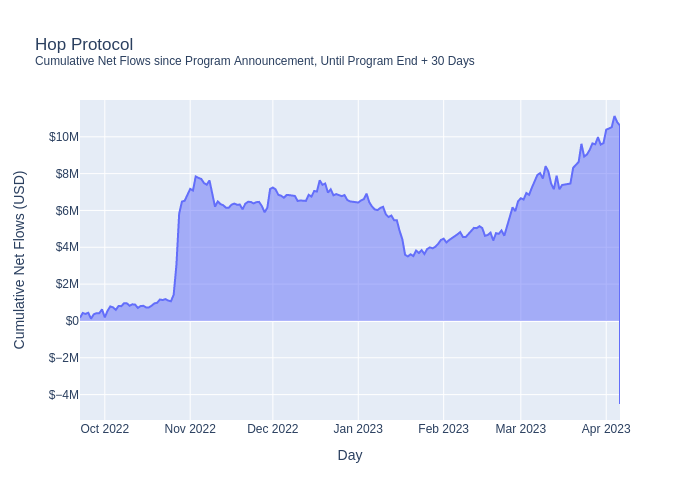 Hop Protocol
Cumulative Net Flows since Program Announcement, Until Program End + 30 Days
Cumulative Net Flows (USD)
$10M
$8M
$6M
$4M
$2M
$0
$−2M
$−4M
Oct 2022 Nov 2022 Dec 2022 Jan 2023 Feb 2023 Mar 2023 Apr 2023
Day